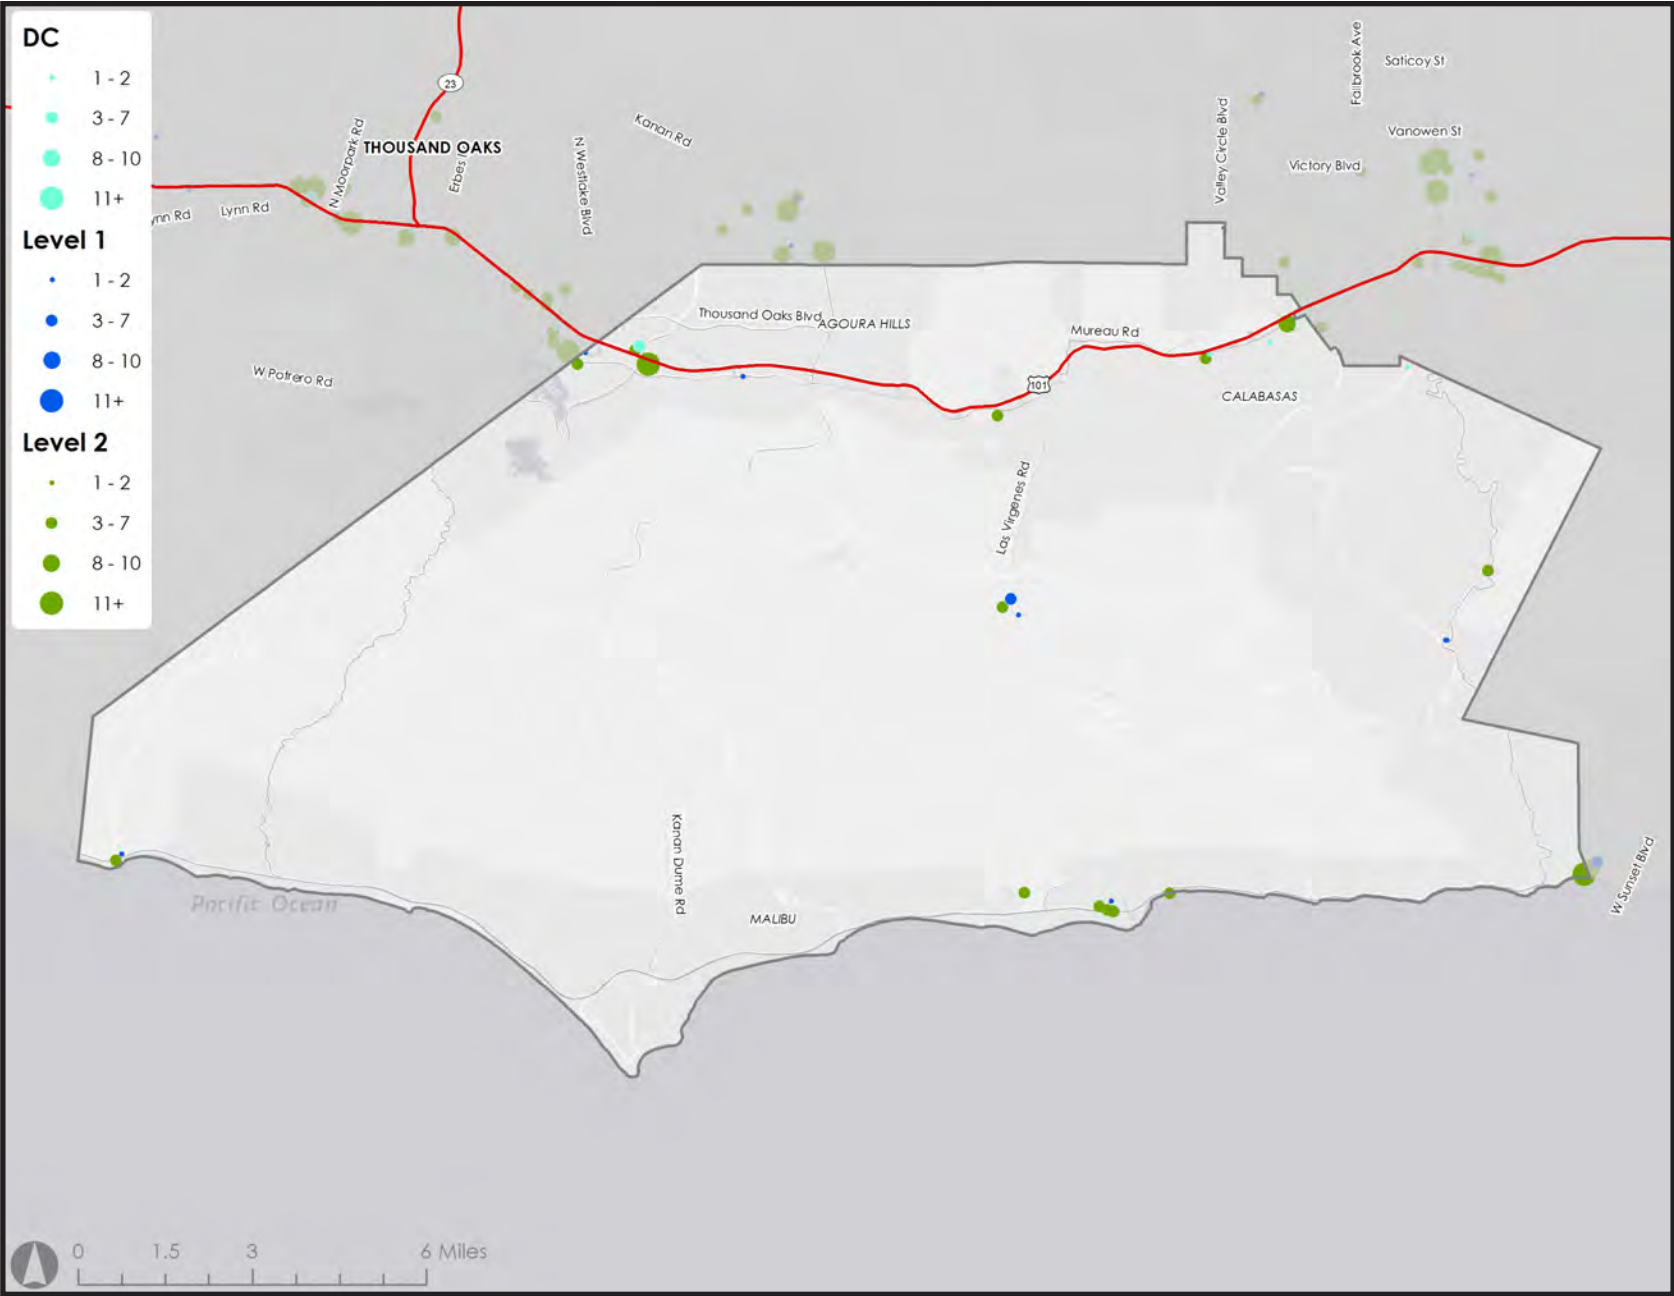 DC
1 - 2
3 - 7
8 - 10
11+
Level 1
1 - 2
3 - 7
8 - 10
11+
Level 2
1 - 2
3 - 7
8 - 10
11+
23
THOUSAND OAKS
N Moorpark Rd
Erbes
Lynn Rd
N Westlake Blvd
Kanan Rd
Valley Circle Blvd
Fallbrook Ave
Saticoy St
Vanowen St
Victory Blvd
W Potrero Rd
Thousand Oaks Blvd
AGOURA HILLS
Mureau Rd
101
CALABASAS
Las Virgenes Rd
Kanan Dume Rd
MALIBU
Pacific Ocean
W Sunset Blvd
0 1.5 3 6 Miles